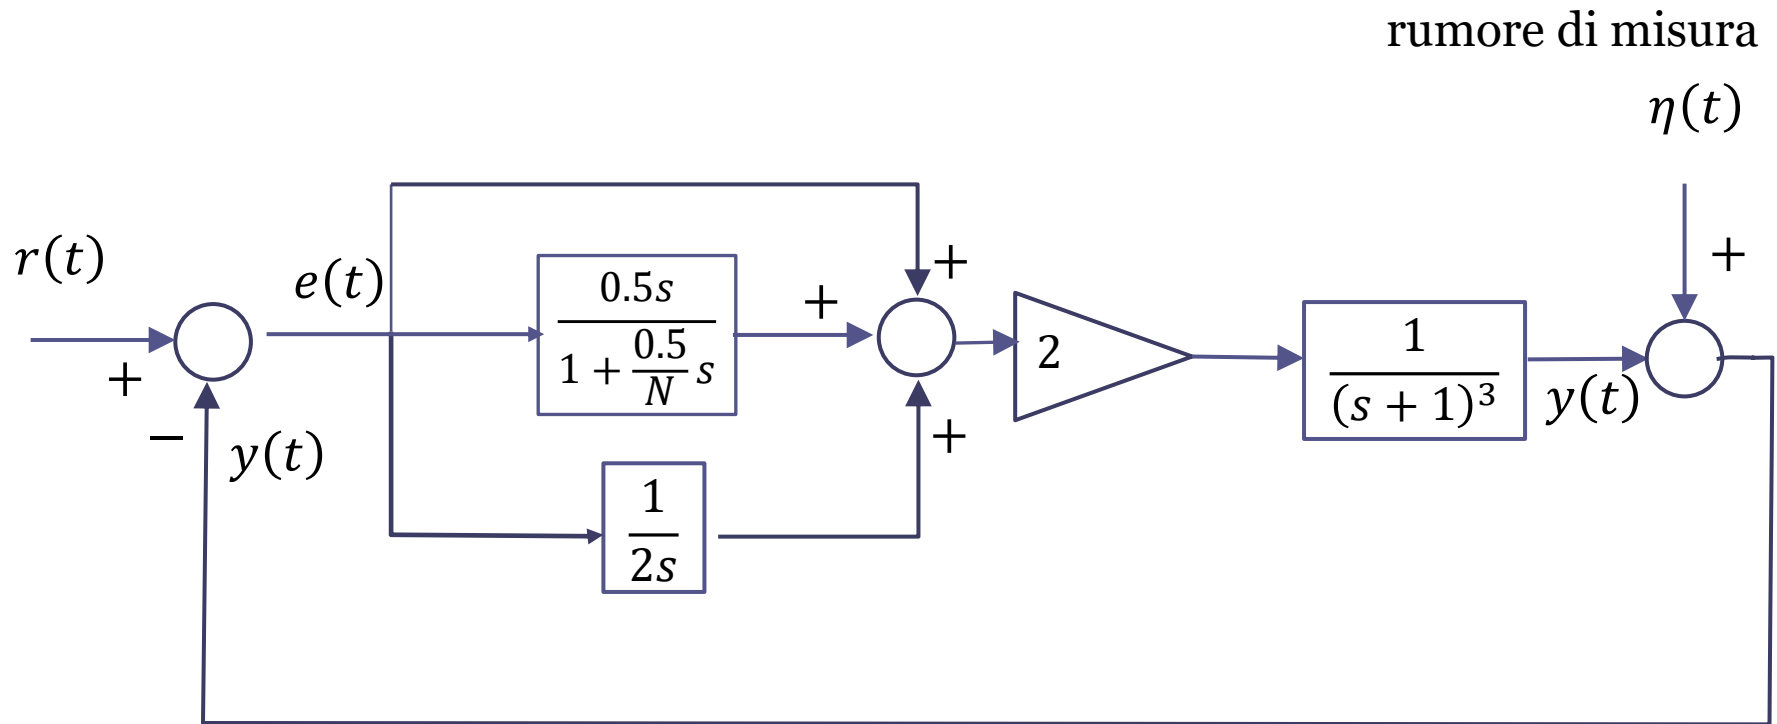 rumore di misura
η(t)
r(t)
+
−
y(t)
e(t)
0.5s
1 + 0.5/N s
+
+
+
1
2s
2
1
(s + 1)³
y(t)
+